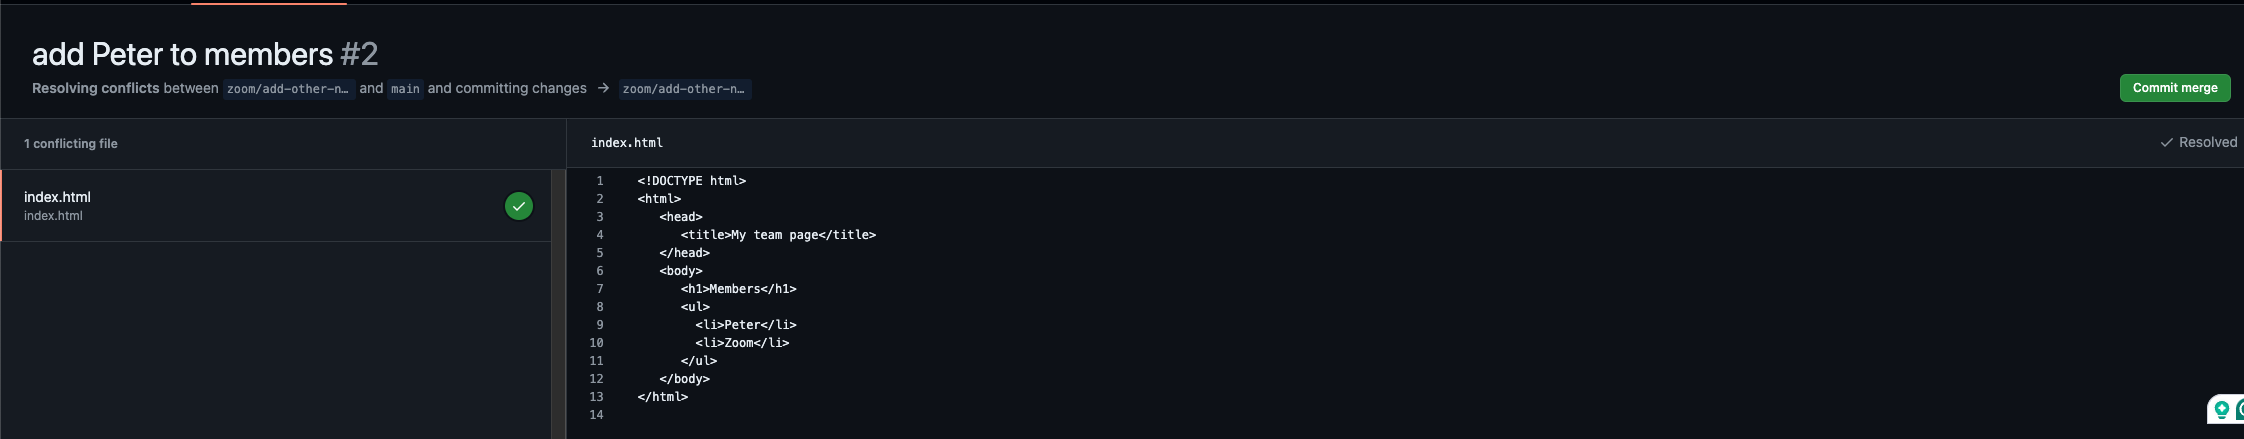 add Peter to members #2
Resolving conflicts between zoom/add-other-n… and main and committing changes → zoom/add-other-n…
Commit merge
1 conflicting file
index.html
index.html
index.html
Resolved
1 <!DOCTYPE html>
2 <html>
3 <head>
4 <title>My team page</title>
5 </head>
6 <body>
7 <h1>Members</h1>
8 <ul>
9 <li>Peter</li>
10 <li>Zoom</li>
11 </ul>
12 </body>
13 </html>
14